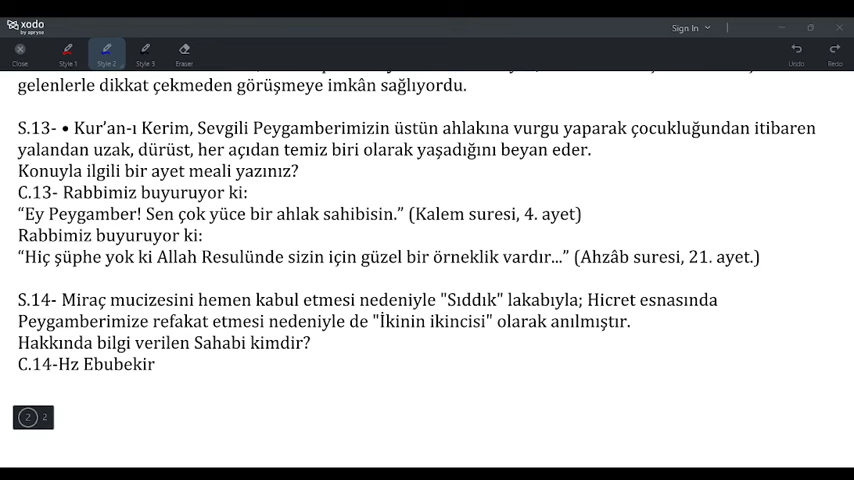 xodo
by apryse
Sign In
Close
Style 1
Style 2
Style 3
Eraser
Undo
Redo
gelenlerle dikkat çekmeden görüşmeye imkân sağlıyordu.
S.13- • Kur’an-ı Kerim, Sevgili Peygamberimizin üstün ahlakına vurgu yaparak çocukluğundan itibaren
yalandan uzak, dürüst, her açıdan temiz biri olarak yaşadığını beyan eder.
Konuyla ilgili bir ayet meali yazınız?
C.13- Rabbimiz buyuruyor ki:
“Ey Peygamber! Sen çok yüce bir ahlak sahibisin.” (Kalem suresi, 4. ayet)
Rabbimiz buyuruyor ki:
“Hiç şüphe yok ki Allah Resulünde sizin için güzel bir örneklik vardır...” (Ahzâb suresi, 21. ayet.)
S.14- Miraç mucizesini hemen kabul etmesi nedeniyle "Sıddık" lakabıyla; Hicret esnasında
Peygamberimize refakat etmesi nedeniyle de "İkinin ikincisi" olarak anılmıştır.
Hakkında bilgi verilen Sahabi kimdir?
C.14-Hz Ebubekir
2 2